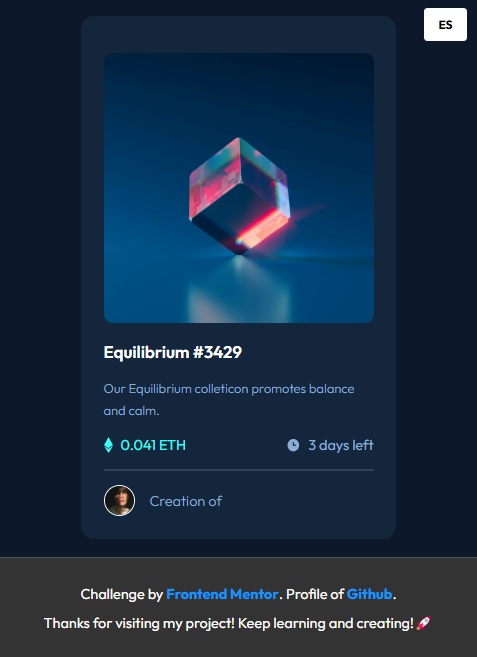 ES
Equilibrium #3429
Our Equilibrium colleticon promotes balance
and calm.
0.041 ETH
3 days left
Creation of
Challenge by Frontend Mentor. Profile of Github.
Thanks for visiting my project! Keep learning and creating!🚀